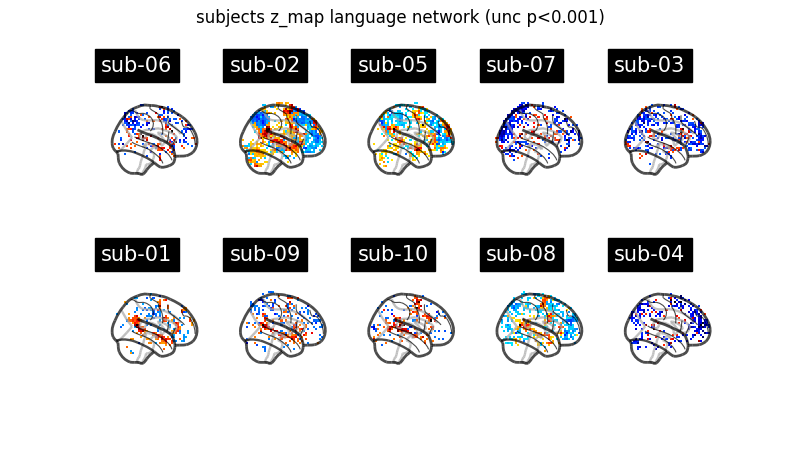 subjects z_map language network (unc p<0.001)
sub-06 sub-02 sub-05 sub-07 sub-03
sub-01 sub-09 sub-10 sub-08 sub-04